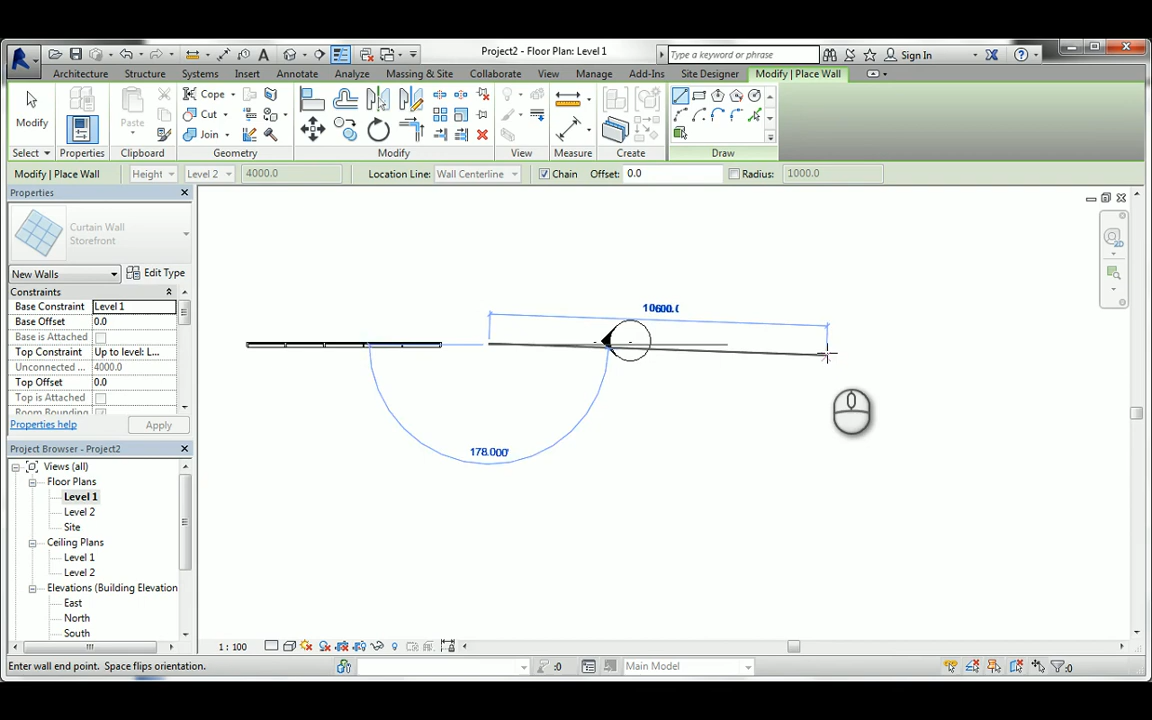 Project2 - Floor Plan: Level 1
Type a keyword or phrase
Sign In
Architecture Structure Systems Insert Annotate Analyze Massing & Site Collaborate View Manage Add-Ins Site Designer Modify | Place Wall
Modify
Paste
Cope
Cut
Join
Select Properties Clipboard Geometry Modify View Measure Create Draw
Modify | Place Wall Height Level 2 4000.0 Location Line: Wall Centerline Chain Offset: 0.0 Radius: 1000.0
Properties
Curtain Wall
Storefront
New Walls Edit Type
Constraints
Base Constraint Level 1
Base Offset 0.0
Base is Attached
Top Constraint Up to level: L...
Unconnected ... 4000.0
Top Offset 0.0
Top is Attached
Room Bounding
Properties help Apply
Project Browser - Project2
Views (all)
Floor Plans
Level 1
Level 2
Site
Ceiling Plans
Level 1
Level 2
Elevations (Building Elevation
East
North
South
178.000°
1 : 100
Enter wall end point. Space flips orientation.
:0
Main Model
:0